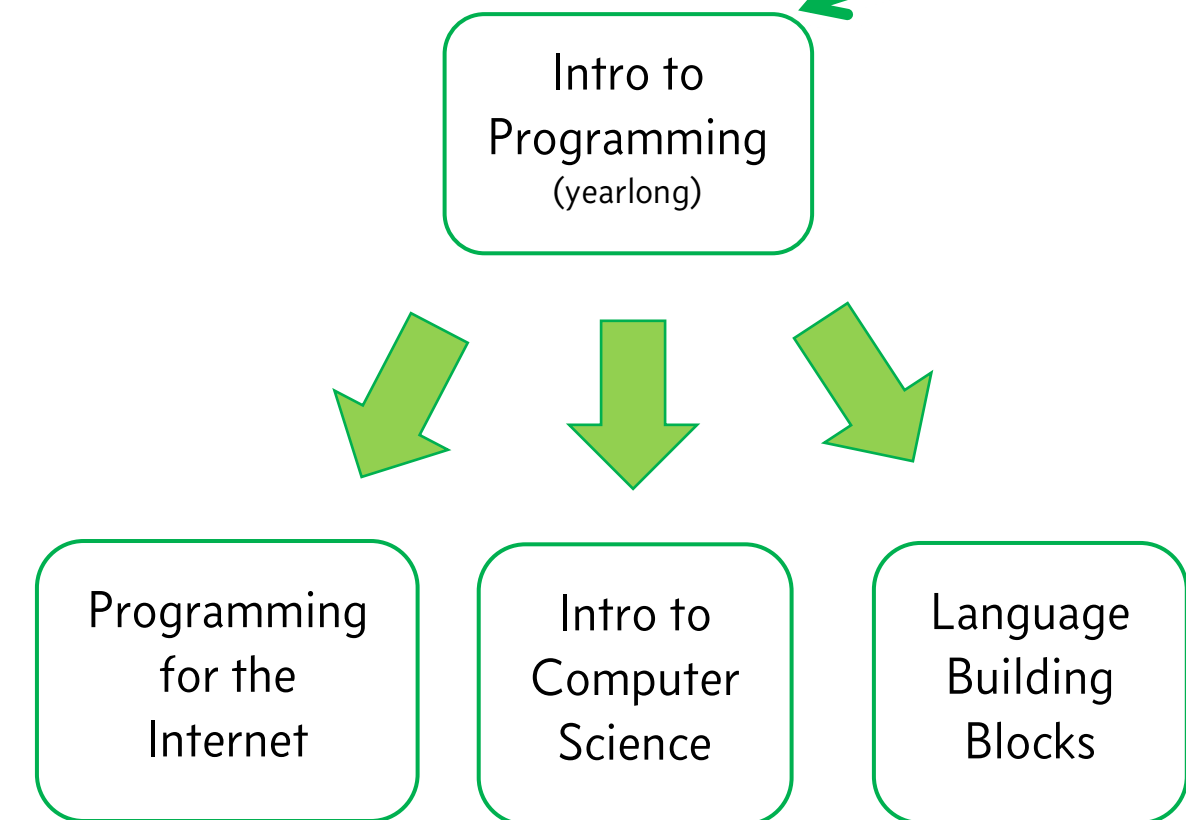 Intro to
Programming
(yearlong)
Programming
for the
Internet
Intro to
Computer
Science
Language
Building
Blocks